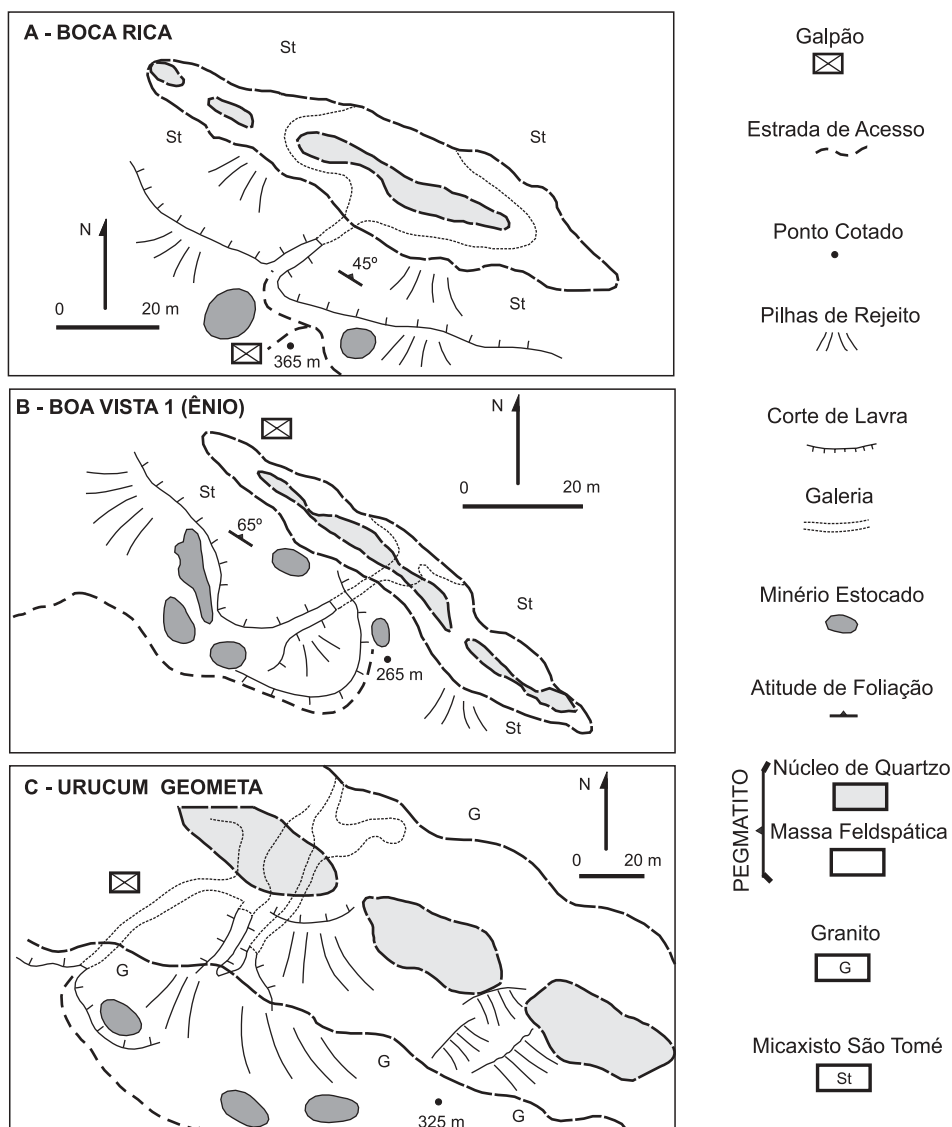 A - BOCA RICA
St
St
St
N
45º
St
0 20 m
365 m
B - BOA VISTA 1 (ÊNIO)
N
St
0 20 m
65º
St
265 m
St
C - URUCUM GEOMETA
G
N
0 20 m
G
G
325 m
G
Galpão
Estrada de Acesso
Ponto Cotado
Pilhas de Rejeito
Corte de Lavra
Galeria
Minério Estocado
Atitude de Foliação
PEGMATITO
Núcleo de Quartzo
Massa Feldspática
Granito
G
Micaxisto São Tomé
St